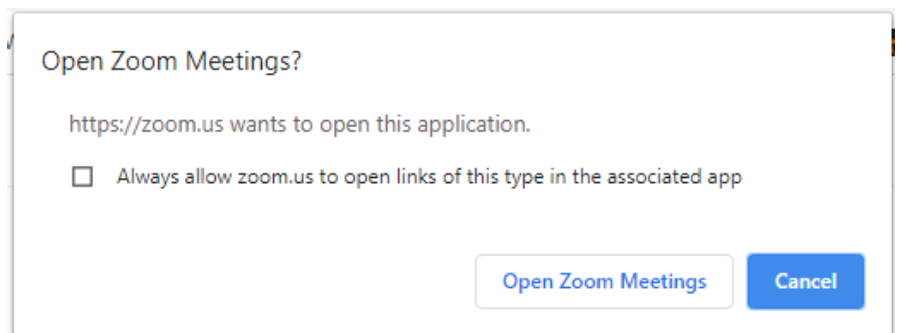 Open Zoom Meetings?
https://zoom.us wants to open this application.
Always allow zoom.us to open links of this type in the associated app
Open Zoom Meetings
Cancel